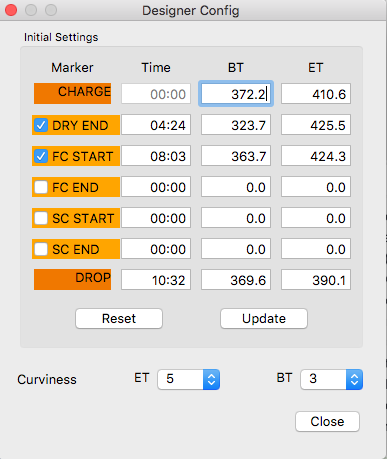 Designer Config
Initial Settings
Marker Time BT ET
CHARGE 00:00 372.2 410.6
DRY END 04:24 323.7 425.5
FC START 08:03 363.7 424.3
FC END 00:00 0.0 0.0
SC START 00:00 0.0 0.0
SC END 00:00 0.0 0.0
DROP 10:32 369.6 390.1
Reset Update
Curviness ET 5 BT 3
Close